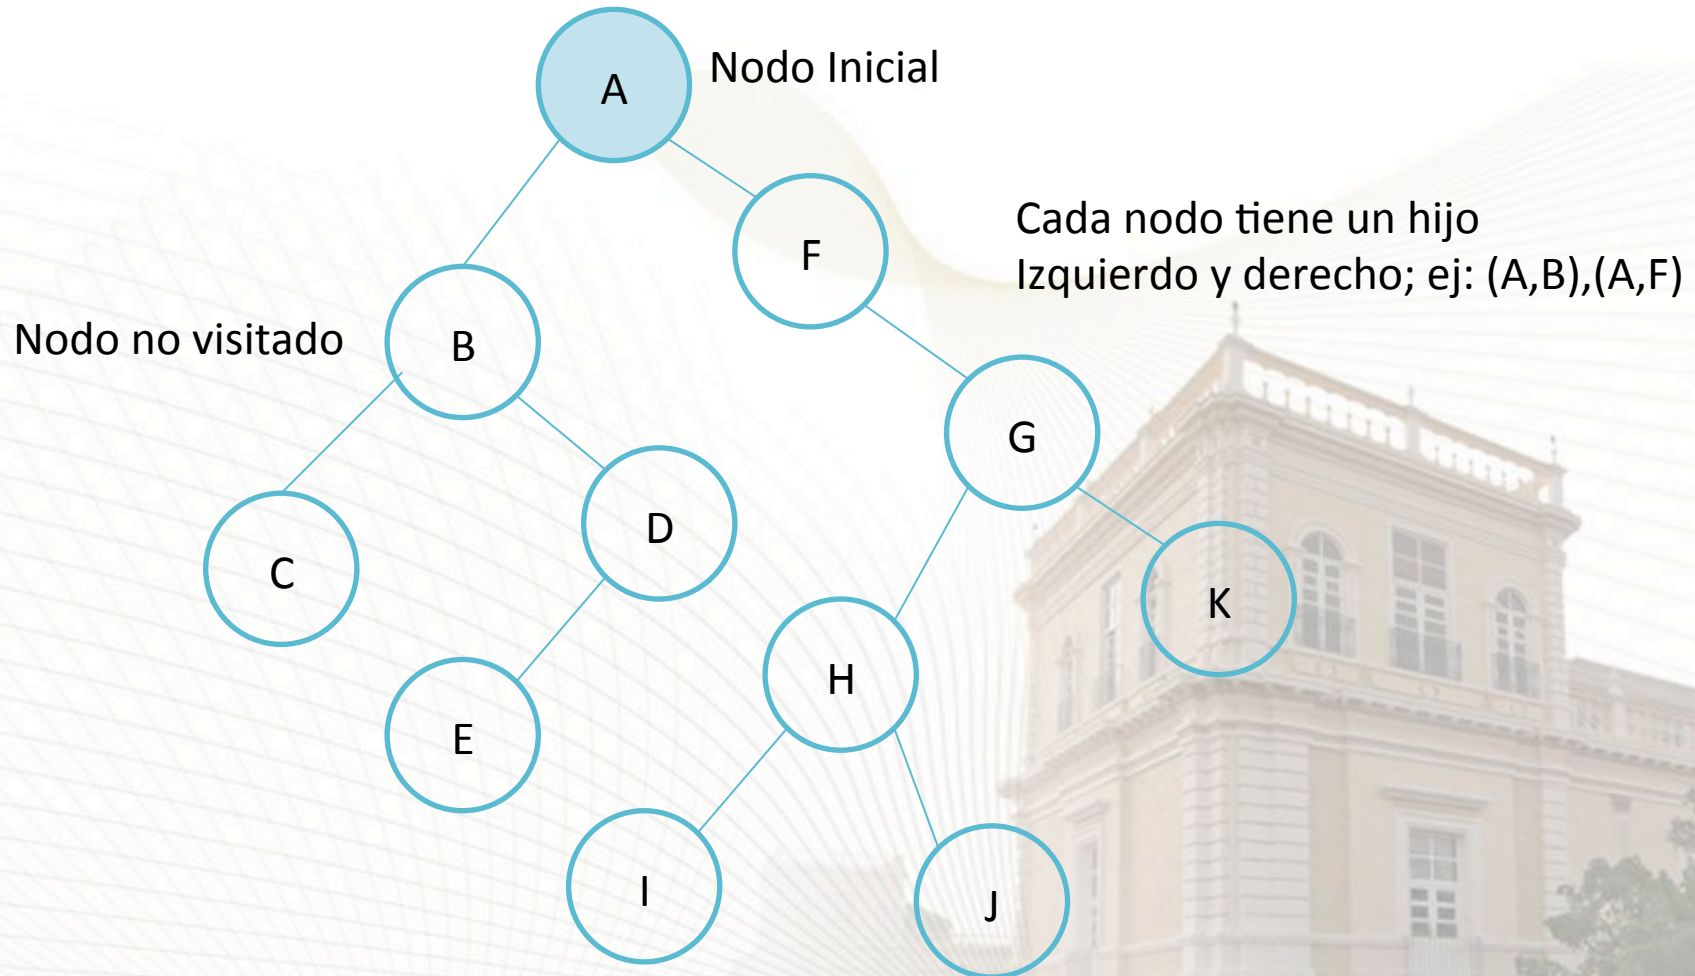 A
Nodo Inicial
F
Cada nodo tiene un hijo
Izquierdo y derecho; ej: (A,B),(A,F)
Nodo no visitado
B
G
D
C
K
H
E
I
J